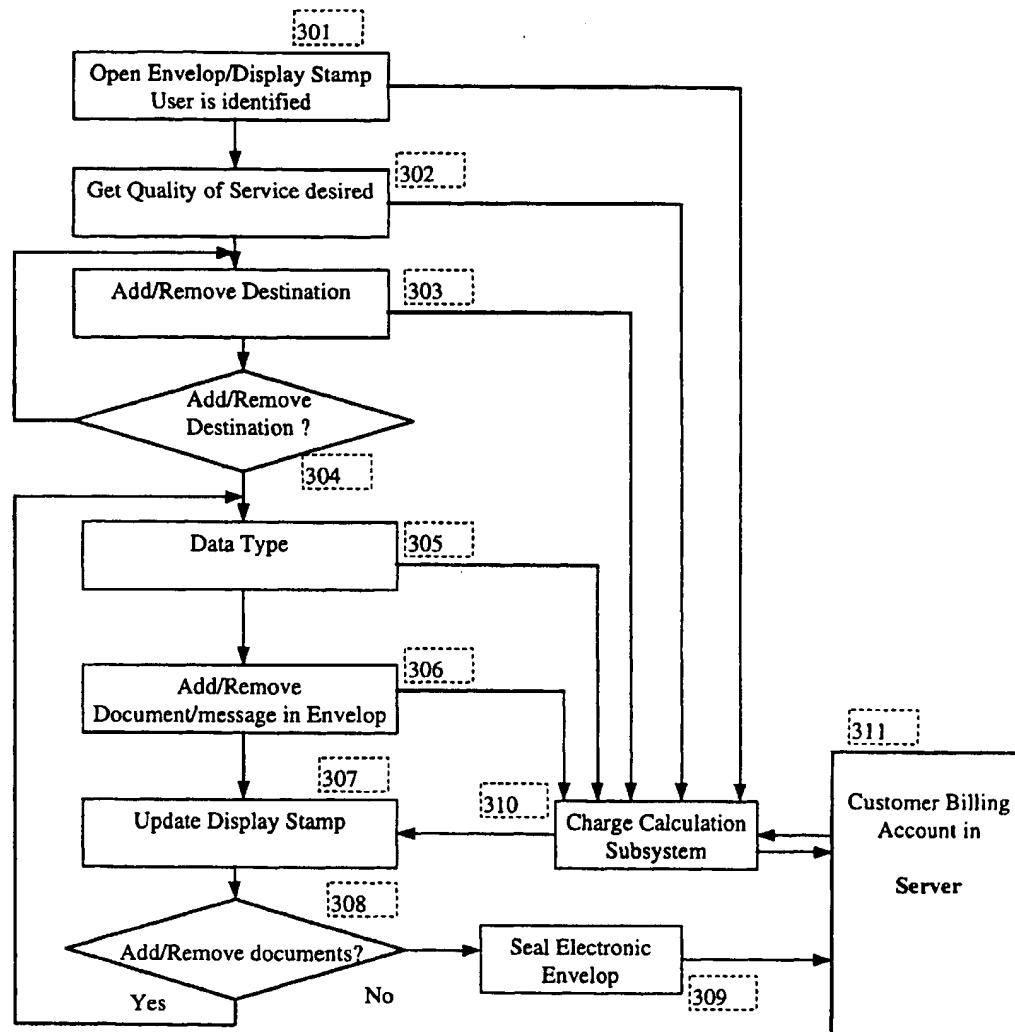 301
Open Envelop/Display Stamp
User is identified
302
Get Quality of Service desired
Add/Remove Destination
303
Add/Remove
Destination ?
304
Data Type
305
306
Add/Remove
Document/message in Envelop
307
Update Display Stamp
310
Charge Calculation
Subsystem
311
Customer Billing
Account in
Server
308
Add/Remove documents?
Yes
No
Seal Electronic
Envelop
309